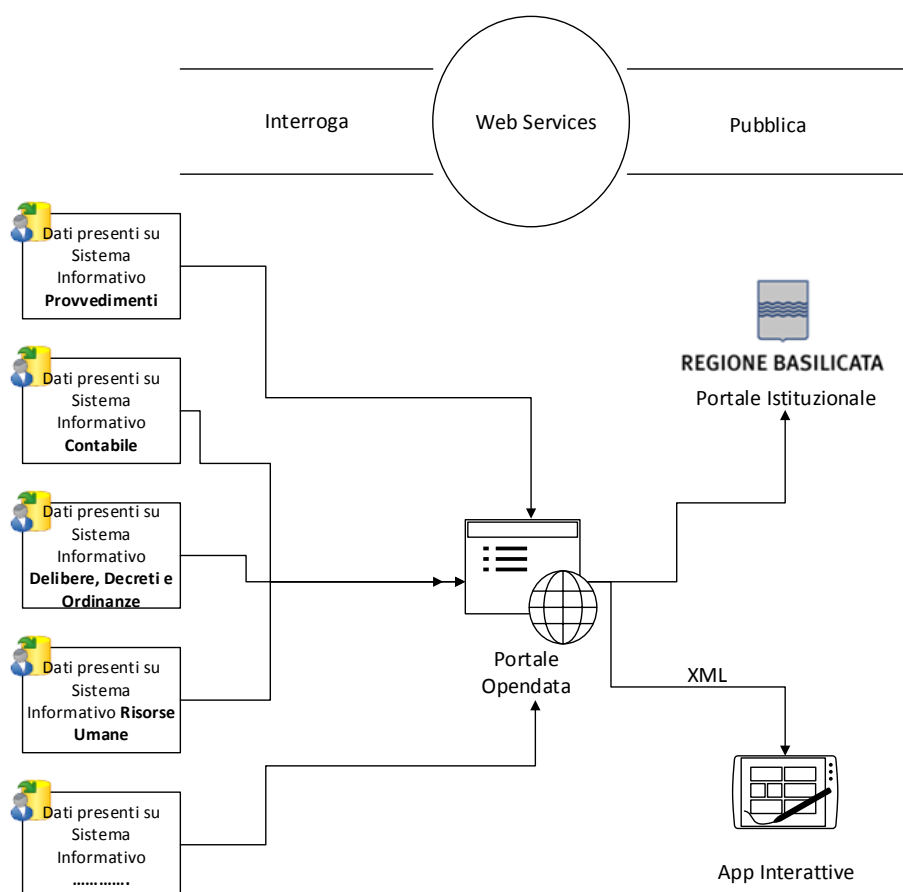 Interroga
Web Services
Pubblica
Dati presenti su
Sistema
Informativo
Provvedimenti
Dati presenti su
Sistema
Informativo
Contabile
Dati presenti su
Sistema
Informativo
Delibere, Decreti e
Ordinanze
Dati presenti su
Sistema
Informativo Risorse
Umane
Dati presenti su
Sistema
Informativo
………….
REGIONE BASILICATA
Portale Istituzionale
Portale
Opendata
XML
App Interattive